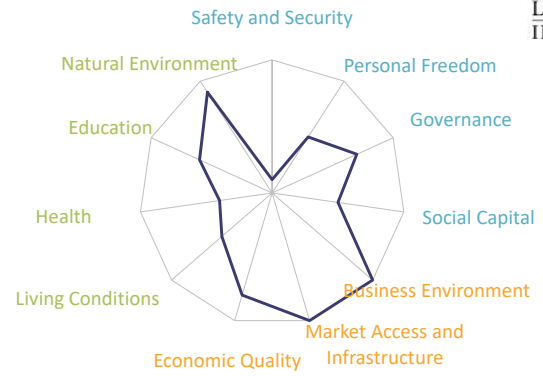 Safety and Security
Natural Environment
Personal Freedom
Education
Governance
Health
Social Capital
Living Conditions
Business Environment
Market Access and
Infrastructure
Economic Quality